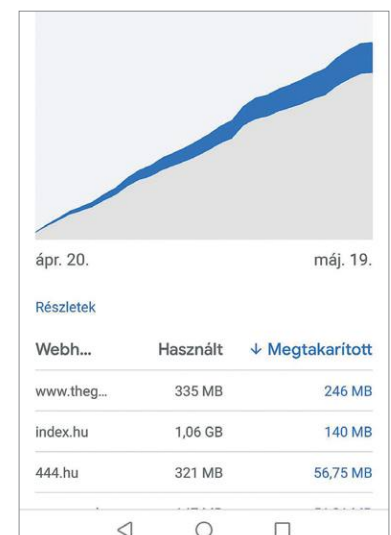 ápr. 20. máj. 19.
Részletek
Webh... Használt ↓ Megtakarított
www.theg... 335 MB 246 MB
index.hu 1,06 GB 140 MB
444.hu 321 MB 56,75 MB